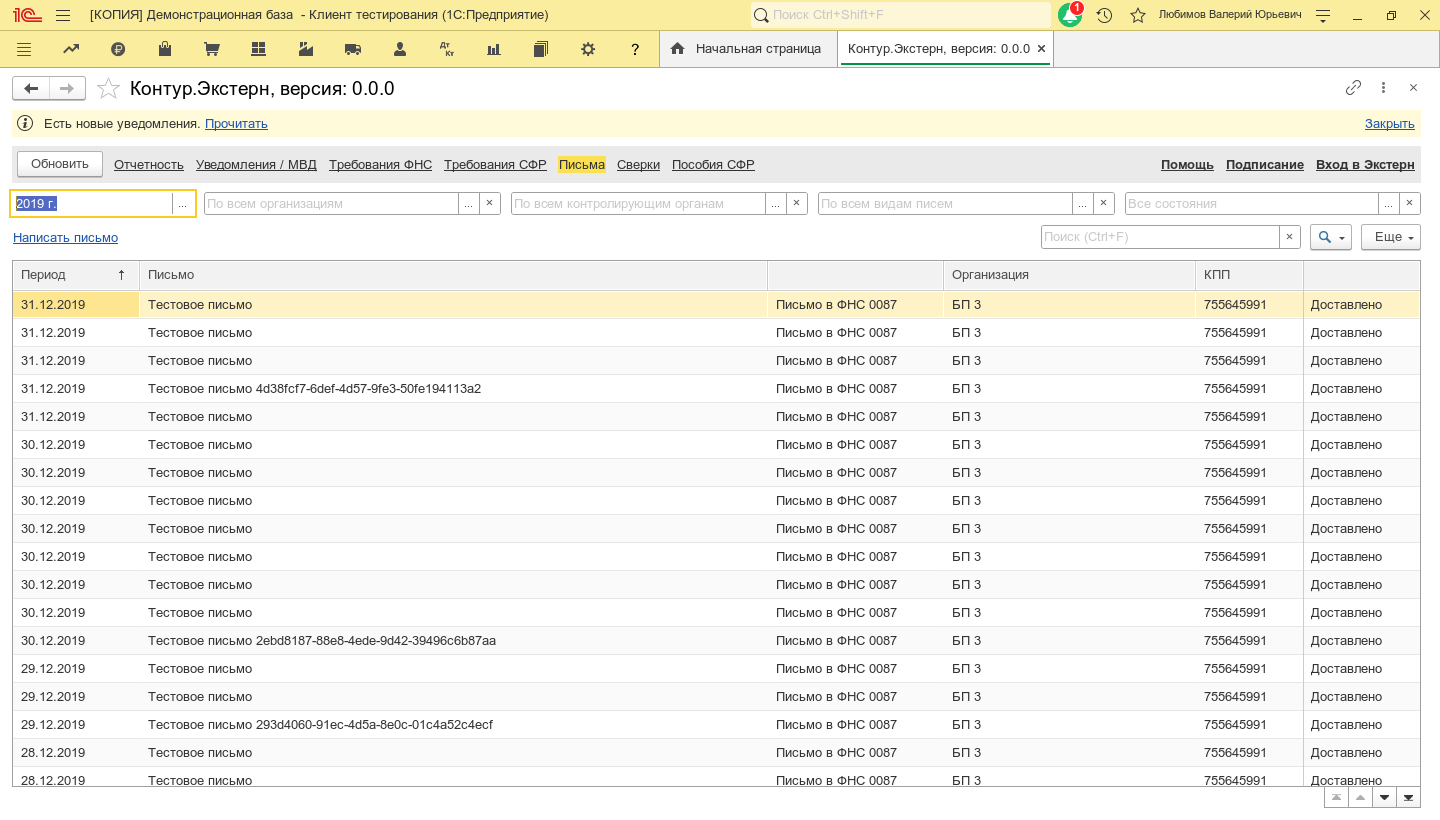 1С [КОПИЯ] Демонстрационная база - Клиент тестирования (1С:Предприятие) Поиск Ctrl+Shift+F 1 Любимов Валерий Юрьевич
Дт Кт ? Начальная страница Контур.Экстерн, версия: 0.0.0 ×
Контур.Экстерн, версия: 0.0.0
Есть новые уведомления. Прочитать Закрыть
Обновить Отчетность Уведомления / МВД Требования ФНС Требования СФР Письма Сверки Пособия СФР Помощь Подписание Вход в Экстерн
2019 г. ... По всем организациям ... × По всем контролирующим органам ... × По всем видам писем ... × Все состояния ... ×
Написать письмо Поиск (Ctrl+F) × Еще
Период Письмо Организация КПП
31.12.2019 Тестовое письмо Письмо в ФНС 0087 БП 3 755645991 Доставлено
31.12.2019 Тестовое письмо Письмо в ФНС 0087 БП 3 755645991 Доставлено
31.12.2019 Тестовое письмо Письмо в ФНС 0087 БП 3 755645991 Доставлено
31.12.2019 Тестовое письмо 4d38fcf7-6def-4d57-9fe3-50fe194113a2 Письмо в ФНС 0087 БП 3 755645991 Доставлено
31.12.2019 Тестовое письмо Письмо в ФНС 0087 БП 3 755645991 Доставлено
30.12.2019 Тестовое письмо Письмо в ФНС 0087 БП 3 755645991 Доставлено
30.12.2019 Тестовое письмо Письмо в ФНС 0087 БП 3 755645991 Доставлено
30.12.2019 Тестовое письмо Письмо в ФНС 0087 БП 3 755645991 Доставлено
30.12.2019 Тестовое письмо Письмо в ФНС 0087 БП 3 755645991 Доставлено
30.12.2019 Тестовое письмо Письмо в ФНС 0087 БП 3 755645991 Доставлено
30.12.2019 Тестовое письмо Письмо в ФНС 0087 БП 3 755645991 Доставлено
30.12.2019 Тестовое письмо Письмо в ФНС 0087 БП 3 755645991 Доставлено
30.12.2019 Тестовое письмо 2ebd8187-88e8-4ede-9d42-39496c6b87aa Письмо в ФНС 0087 БП 3 755645991 Доставлено
29.12.2019 Тестовое письмо Письмо в ФНС 0087 БП 3 755645991 Доставлено
29.12.2019 Тестовое письмо Письмо в ФНС 0087 БП 3 755645991 Доставлено
29.12.2019 Тестовое письмо 293d4060-91ec-4d5a-8e0c-01c4a52c4ecf Письмо в ФНС 0087 БП 3 755645991 Доставлено
28.12.2019 Тестовое письмо Письмо в ФНС 0087 БП 3 755645991 Доставлено
28.12.2019 Тестовое письмо Письмо в ФНС 0087 БП 3 755645991 Доставлено